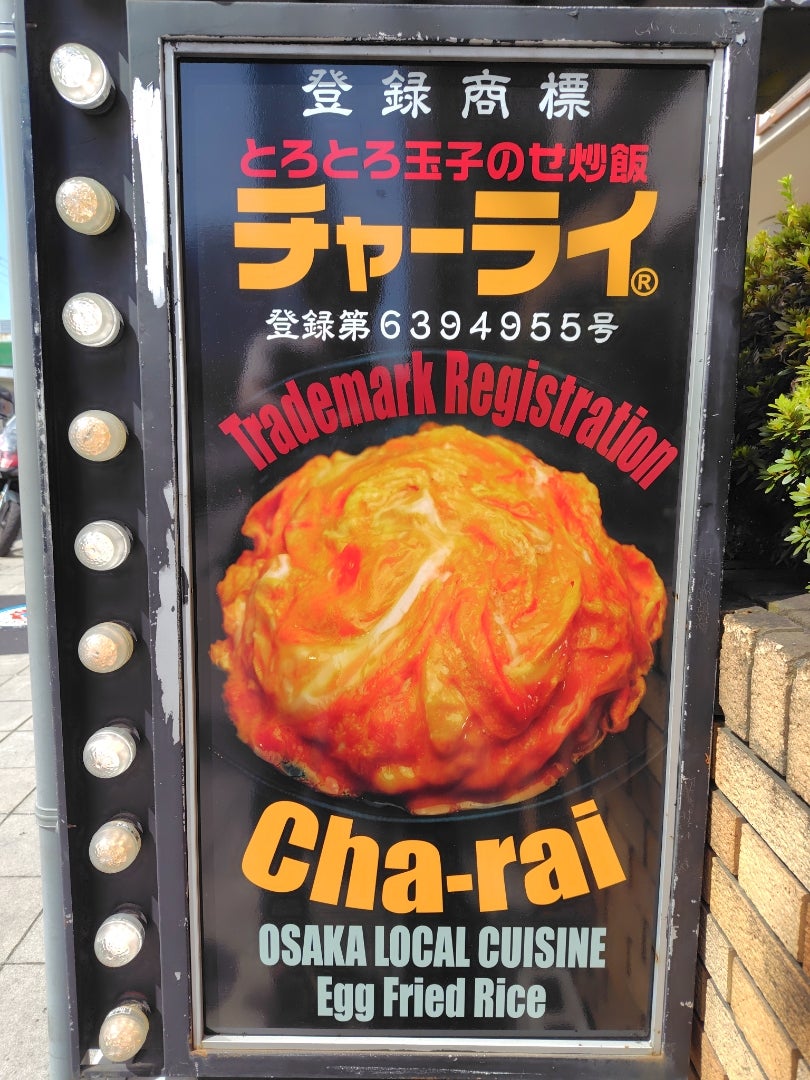 登録商標
とろとろ玉子のせ炒飯
チャーライ®
登録第6394955号
Trademark Registration
Cha-rai
OSAKA LOCAL CUISINE
Egg Fried Rice